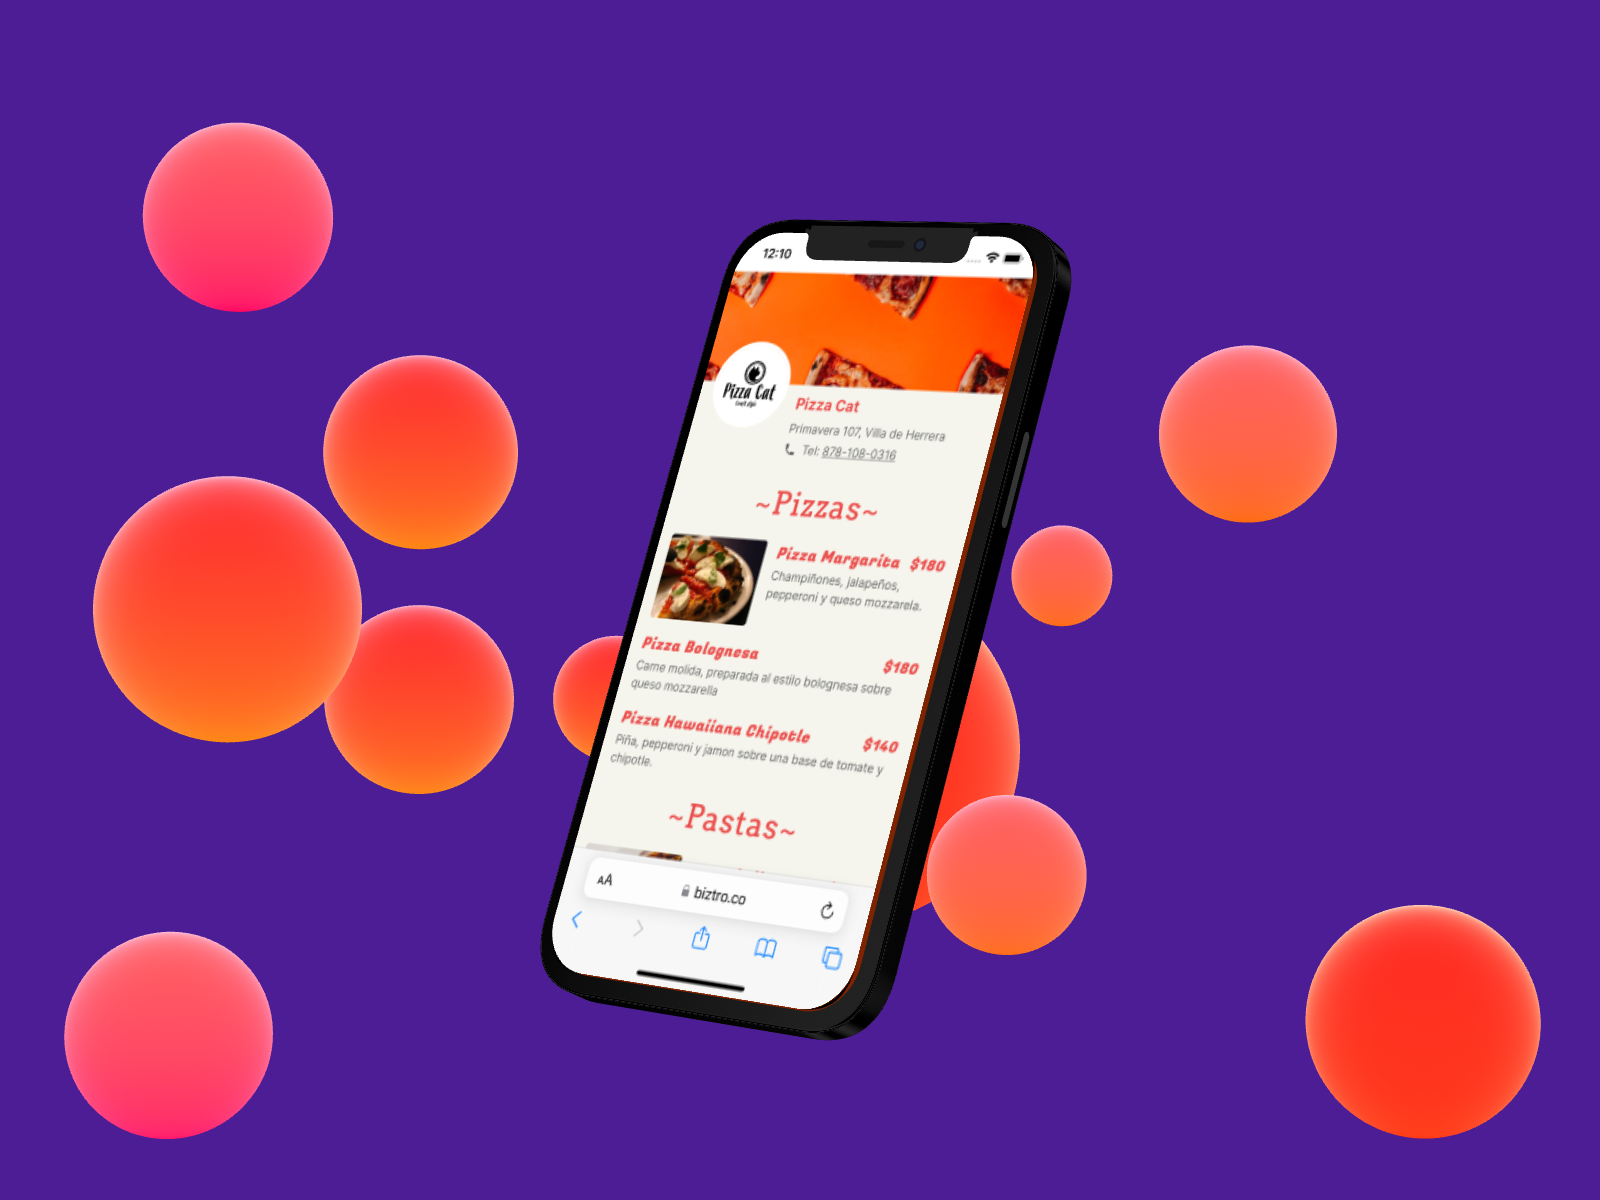 12:10
Pizza Cat
Pizza Cat
Primavera 107, Villa de Herrera
Tel: 878-108-0316
~Pizzas~
Pizza Margarita $180
Champiñones, jalapeños,
pepperoni y queso mozzarela.
Pizza Bolognesa $180
Carne molida, preparada al estilo bolognesa sobre
queso mozzarella
Pizza Hawaiiana Chipotle $140
Piña, pepperoni y jamon sobre una base de tomate y
chipotle.
~Pastas~
AA biztro.co